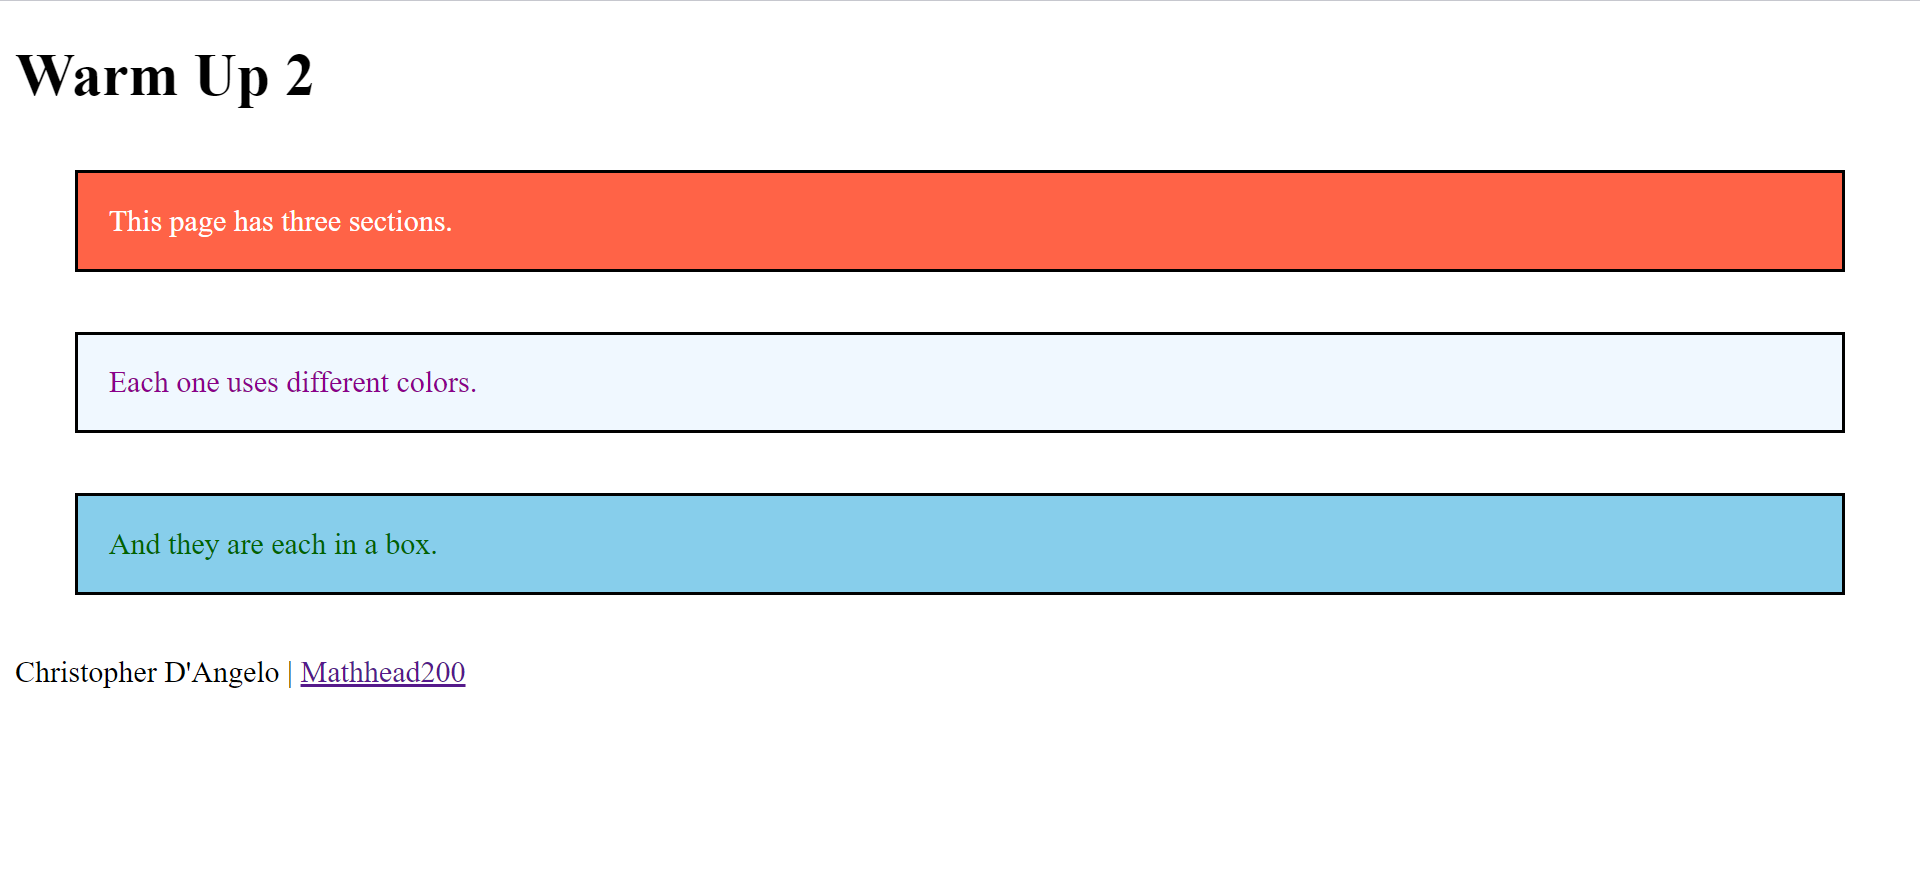 Warm Up 2
This page has three sections.
Each one uses different colors.
And they are each in a box.
Christopher D'Angelo | Mathhead200